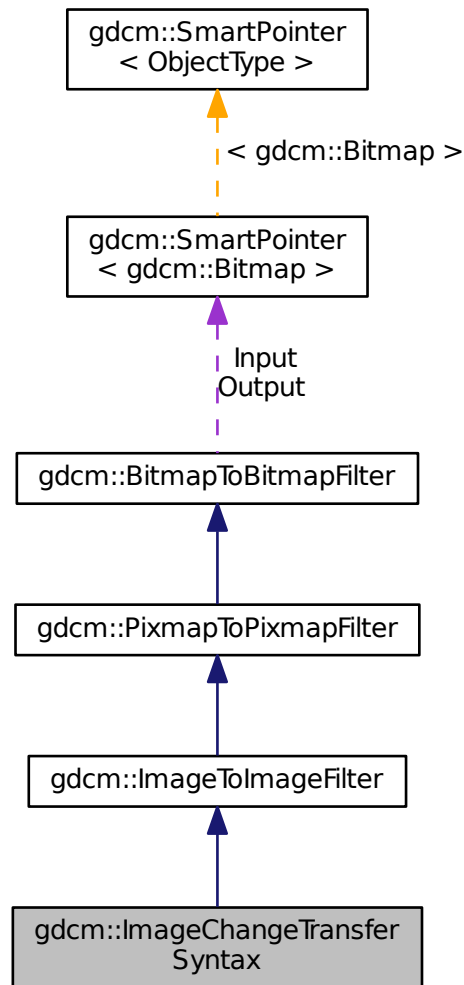 gdcm::SmartPointer
< ObjectType >
< gdcm::Bitmap >
gdcm::SmartPointer
< gdcm::Bitmap >
Input
Output
gdcm::BitmapToBitmapFilter
gdcm::PixmapToPixmapFilter
gdcm::ImageToImageFilter
gdcm::ImageChangeTransfer
Syntax